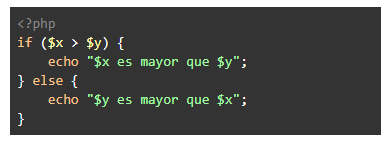 <?php
if ($x > $y) {
    echo "$x es mayor que $y";
} else {
    echo "$y es mayor que $x";
}